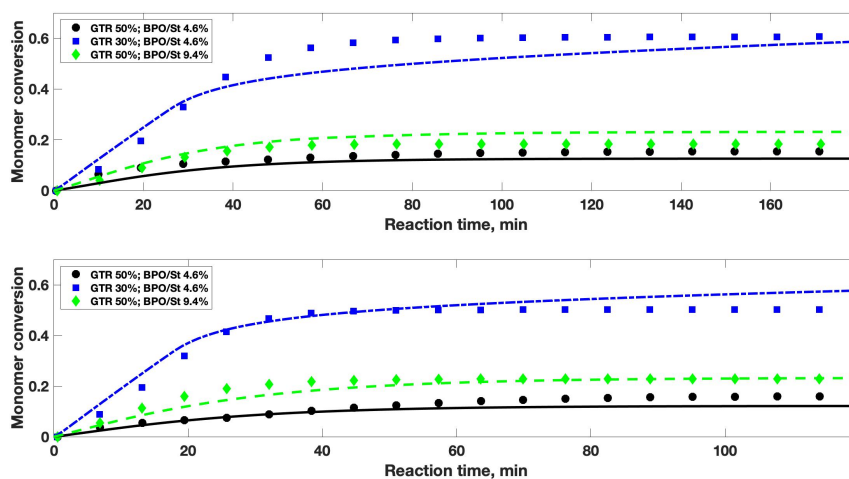 0.6
0.4
0.2
0
Monomer conversion
GTR 50%; BPO/St 4.6%
GTR 30%; BPO/St 4.6%
GTR 50%; BPO/St 9.4%
0 20 40 60 80 100 120 140 160
Reaction time, min
0.6
0.4
0.2
0
Monomer conversion
GTR 50%; BPO/St 4.6%
GTR 30%; BPO/St 4.6%
GTR 50%; BPO/St 9.4%
0 20 40 60 80 100
Reaction time, min